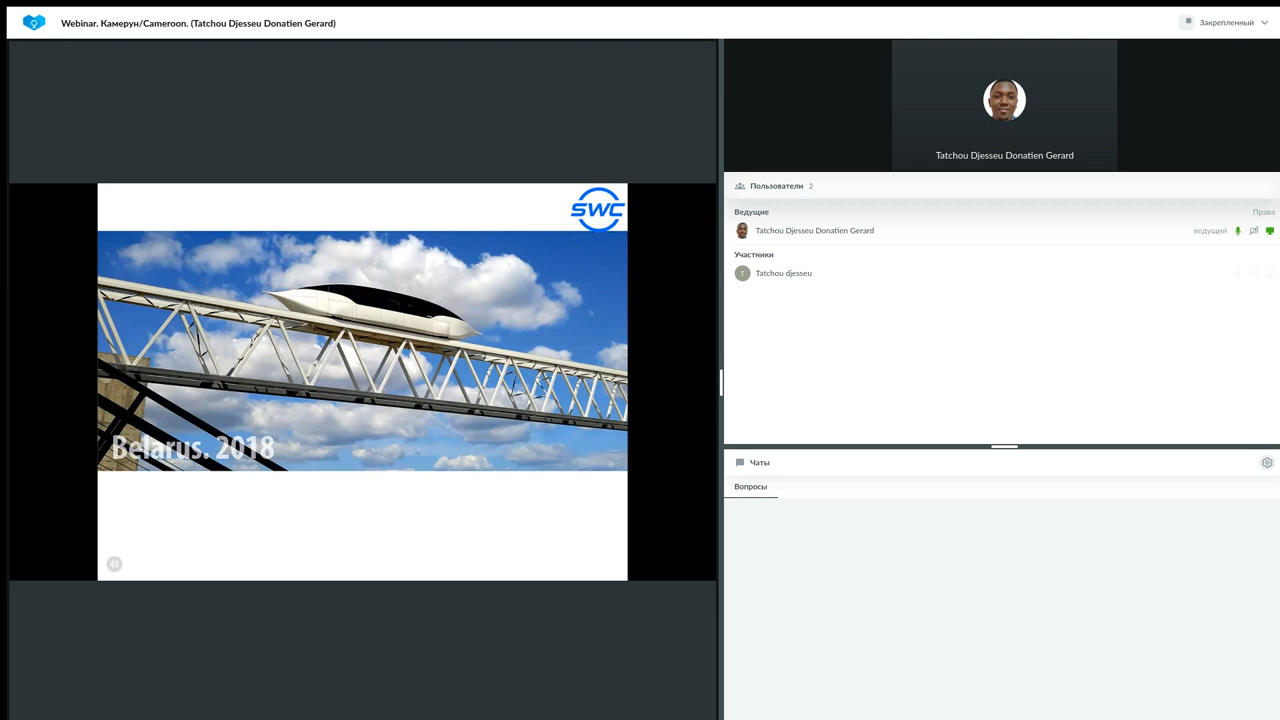 Webinar. Камерун/Cameroon. (Tatchou Djesseu Donatien Gerard)
Закрепленный
SWC
Belarus. 2018
45
Tatchou Djesseu Donatien Gerard
Пользователи 2
Ведущие Права
Tatchou Djesseu Donatien Gerard ведущий
Участники
T Tatchou djesseu
Чаты
Вопросы